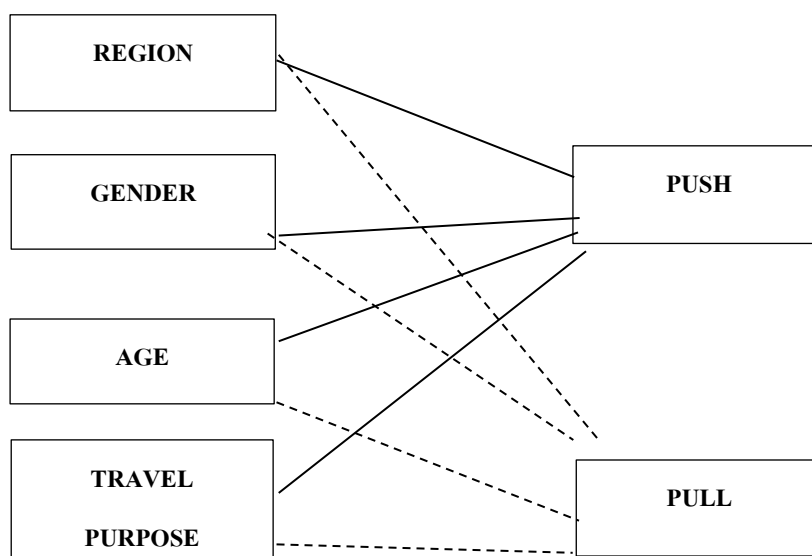 REGION
GENDER
AGE
TRAVEL
PURPOSE
PUSH
PULL